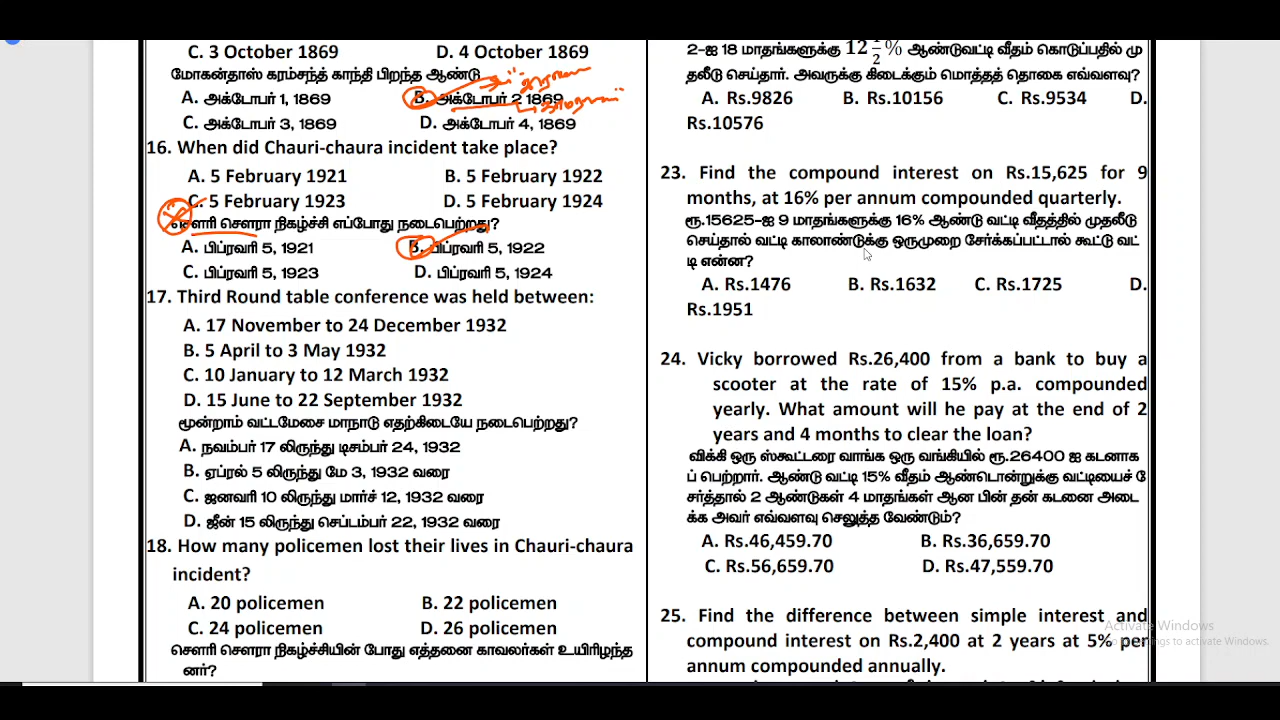 C. 3 October 1869 D. 4 October 1869
மோகன்தாஸ் கரம்சந்த் காந்தி பிறந்த ஆண்டு
A. அக்டோபர் 1, 1869 B. அக்டோபர் 2 1869
C. அக்டோபர் 3, 1869 D. அக்டோபர் 4, 1869
16. When did Chauri-chaura incident take place?
A. 5 February 1921 B. 5 February 1922
C. 5 February 1923 D. 5 February 1924
சௌரி சௌரா நிகழ்ச்சி எப்போது நடைபெற்றது?
A. பிப்ரவரி 5, 1921 B. பிப்ரவரி 5, 1922
C. பிப்ரவரி 5, 1923 D. பிப்ரவரி 5, 1924
17. Third Round table conference was held between:
A. 17 November to 24 December 1932
B. 5 April to 3 May 1932
C. 10 January to 12 March 1932
D. 15 June to 22 September 1932
மூன்றாம் வட்டமேசை மாநாடு எதற்கிடையே நடைபெற்றது?
A. நவம்பர் 17 லிருந்து டிசம்பர் 24, 1932
B. ஏப்ரல் 5 லிருந்து மே 3, 1932 வரை
C. ஜனவரி 10 லிருந்து மார்ச் 12, 1932 வரை
D. ஜீன் 15 லிருந்து செப்டம்பர் 22, 1932 வரை
18. How many policemen lost their lives in Chauri-chaura
incident?
A. 20 policemen B. 22 policemen
C. 24 policemen D. 26 policemen
சௌரி சௌரா நிகழ்ச்சியின் போது எத்தனை காவலர்கள் உயிரிழந்த
னர்?
2-ஐ 18 மாதங்களுக்கு 12 1/2% ஆண்டுவட்டி வீதம் கொடுப்பதில் மு
தலீடு செய்தார். அவருக்கு கிடைக்கும் மொத்தத் தொகை எவ்வளவு?
A. Rs.9826 B. Rs.10156 C. Rs.9534 D.
Rs.10576
23. Find the compound interest on Rs.15,625 for 9
months, at 16% per annum compounded quarterly.
ரூ.15625-ஐ 9 மாதங்களுக்கு 16% ஆண்டு வட்டி வீதத்தில் முதலீடு
செய்தால் வட்டி காலாண்டுக்கு ஒருமுறை சேர்க்கப்பட்டால் கூட்டு வட்
டி என்ன?
A. Rs.1476 B. Rs.1632 C. Rs.1725 D.
Rs.1951
24. Vicky borrowed Rs.26,400 from a bank to buy a
scooter at the rate of 15% p.a. compounded
yearly. What amount will he pay at the end of 2
years and 4 months to clear the loan?
விக்கி ஒரு ஸ்கூட்டரை வாங்க ஒரு வங்கியில் ரூ.26400 ஐ கடனாக
ப் பெற்றார். ஆண்டு வட்டி 15% வீதம் ஆண்டொன்றுக்கு வட்டியைச் சே
ர்த்தால் 2 ஆண்டுகள் 4 மாதங்கள் ஆன பின் தன் கடனை அடை
க்க அவர் எவ்வளவு செலுத்த வேண்டும்?
A. Rs.46,459.70 B. Rs.36,659.70
C. Rs.56,659.70 D. Rs.47,559.70
25. Find the difference between simple interest and
compound interest on Rs.2,400 at 2 years at 5% per
annum compounded annually.
Activate Windows
Go to Settings to activate Windows.